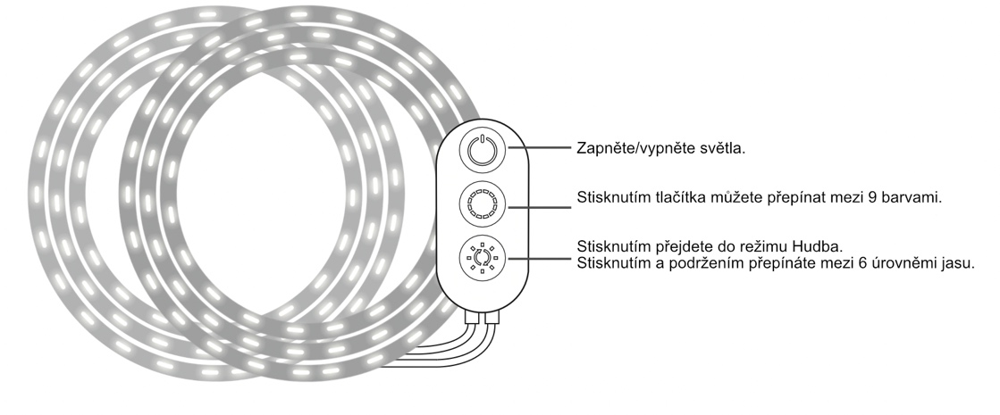 Zapněte/vypněte světla.
Stisknutím tlačítka můžete přepínat mezi 9 barvami.
Stisknutím přejdete do režimu Hudba.
Stisknutím a podržením přepínáte mezi 6 úrovněmi jasu.